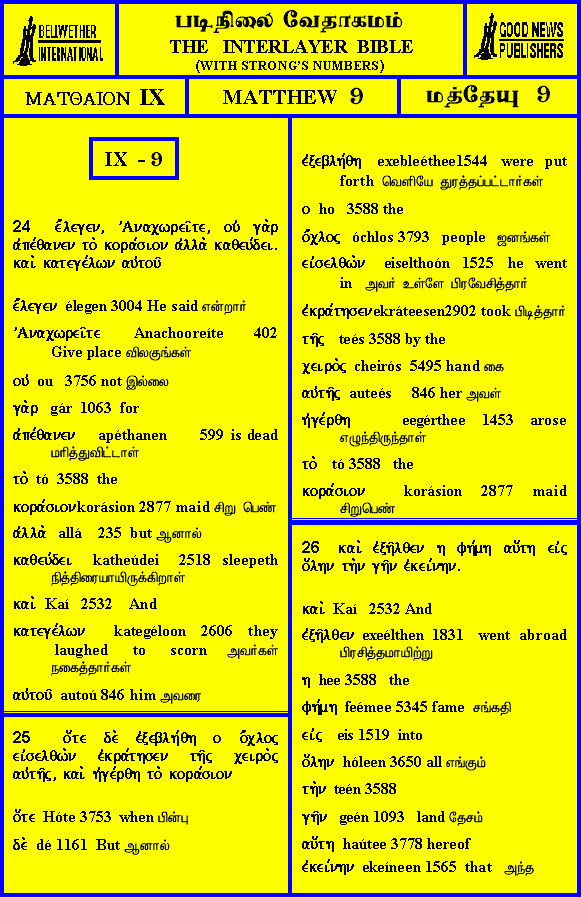 BELLWETHER
INTERNATIONAL
படிநிலை வேதாகமம்
THE INTERLAYER BIBLE
(WITH STRONG'S NUMBERS)
GOOD NEWS
PUBLISHERS
ΜΑΤΘΑΙΟΝ IX
MATTHEW 9
மத்தேயு 9
IX - 9
24 ἔλεγεν, Ἀναχωρεῖτε, οὐ γὰρ
ἀπέθανεν τὸ κοράσιον ἀλλὰ καθεύδει.
καὶ κατεγέλων αὐτοῦ
ἔλεγεν élegen 3004 He said என்றார்
Ἀναχωρεῖτε Anachooreíte 402
Give place விலகுங்கள்
οὐ ou 3756 not இல்லை
γὰρ gár 1063 for
ἀπέθανεν apéthanen 599 is dead
மரித்துவிட்டாள்
τὸ tó 3588 the
κοράσιον korásion 2877 maid சிறு பெண்
ἀλλὰ allá 235 but ஆனால்
καθεύδει katheúdei 2518 sleepeth
நித்திரையாயிருக்கிறாள்
καὶ Kaí 2532 And
κατεγέλων kategéloon 2606 they
laughed to scorn அவர்கள்
நகைத்தார்கள்
αὐτοῦ autoú 846 him அவரை
25 ὅτε δὲ ἐξεβλήθη ο ὄχλος
εἰσελθὼν ἐκράτησεν τῆς χειρὸς
αὐτῆς, καὶ ἠγέρθη τὸ κοράσιον
ὅτε Hóte 3753 when பின்பு
δὲ dé 1161 But ஆனால்
ἐξεβλήθη exebleéthee1544 were put
forth வெளியே துரத்தப்பட்டார்கள்
ο ho 3588 the
ὄχλος óchlos 3793 people ஜனங்கள்
εἰσελθὼν eiselthoón 1525 he went
in அவர் உள்ளே பிரவேசித்தார்
ἐκράτησεν ekráteesen2902 took பிடித்தார்
τῆς teés 3588 by the
χειρὸς cheirós 5495 hand கை
αὐτῆς auteés 846 her அவள்
ἠγέρθη eegérthee 1453 arose
எழுந்திருந்தாள்
τὸ tó 3588 the
κοράσιον korásion 2877 maid
சிறுபெண்
26 καὶ ἐξῆλθεν η φήμη αὕτη εἰς
ὅλην τὴν γῆν ἐκείνην.
καὶ Kaí 2532 And
ἐξῆλθεν exeélthen 1831 went abroad
பிரசித்தமாயிற்று
η hee 3588 the
φήμη feémee 5345 fame சங்கதி
εἰς eis 1519 into
ὅλην hóleen 3650 all எங்கும்
τὴν teén 3588
γῆν geén 1093 land தேசம்
αὕτη haútee 3778 hereof
ἐκείνην ekeíneen 1565 that அந்த